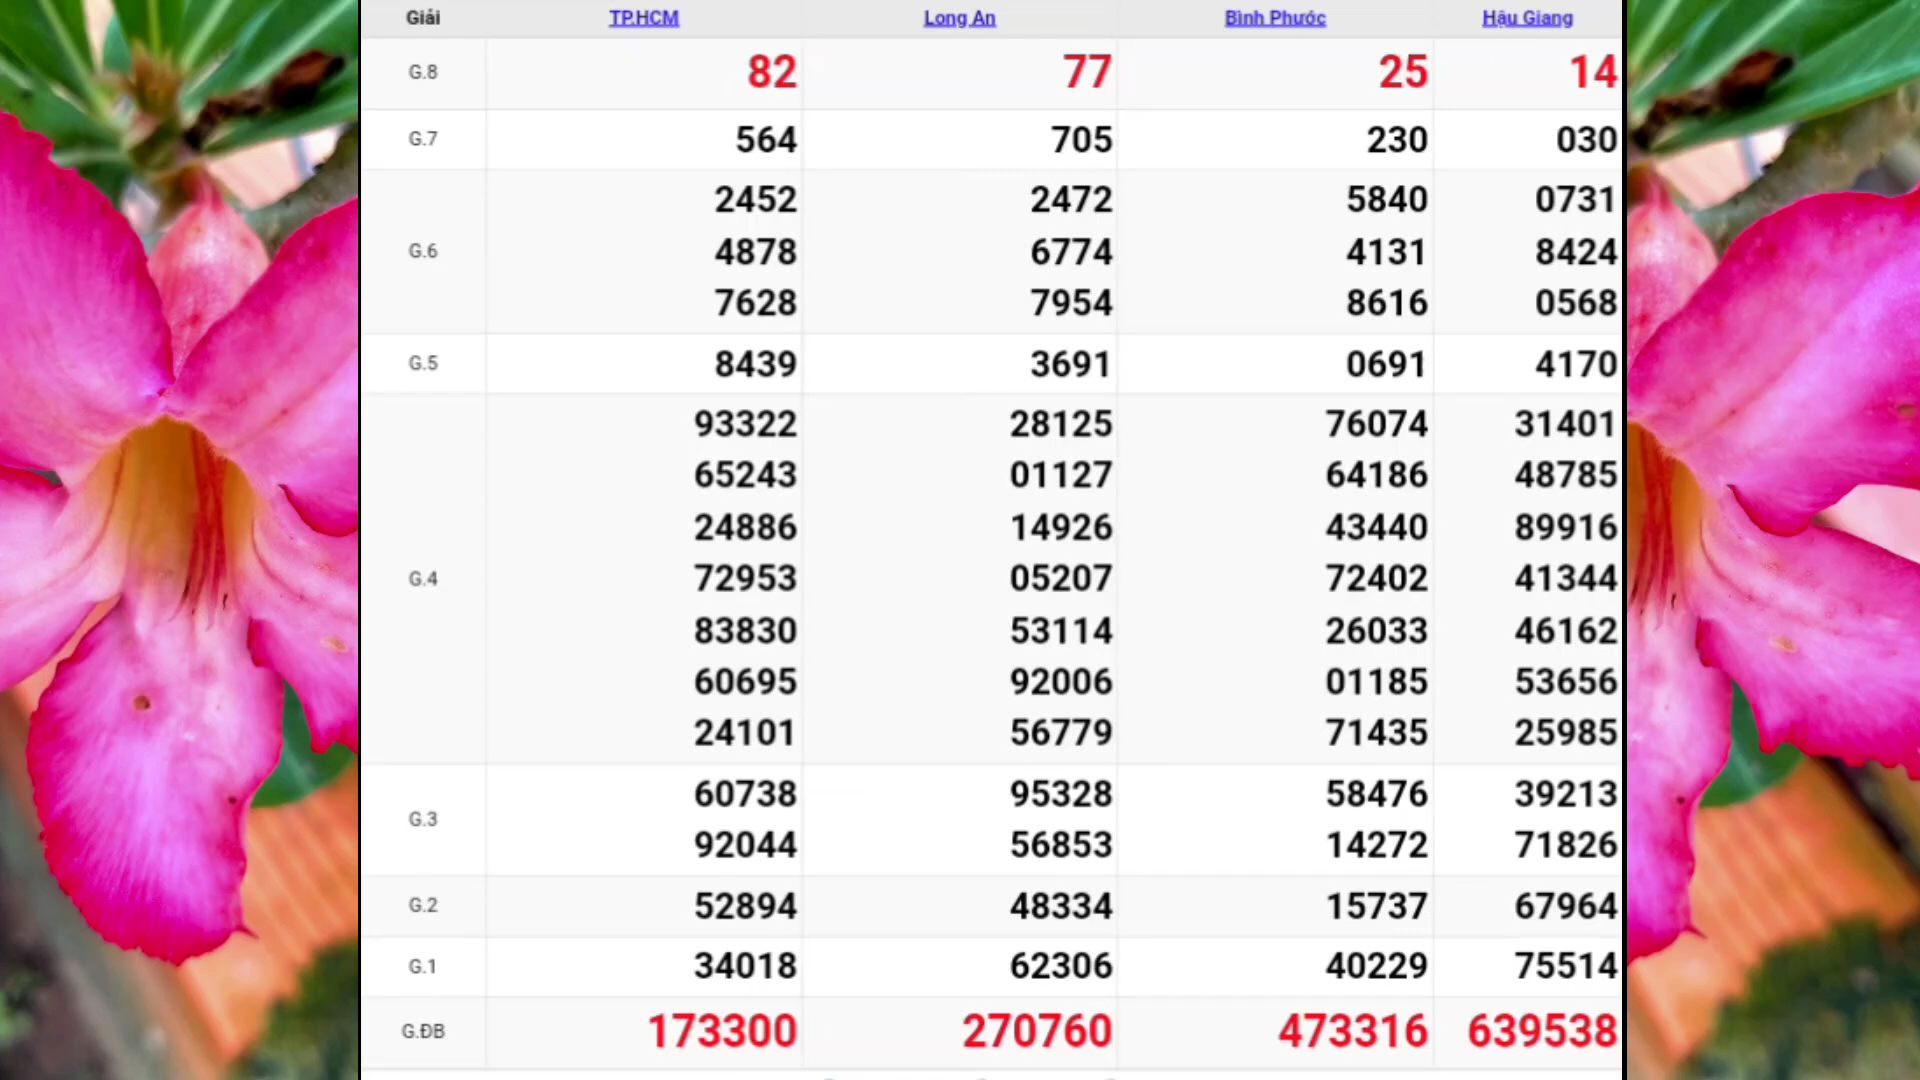 Giải TP.HCM Long An Bình Phước Hậu Giang
G.8 82 77 25 14
G.7 564 705 230 030
2452 2472 5840 0731
G.6 4878 6774 4131 8424
7628 7954 8616 0568
G.5 8439 3691 0691 4170
93322 28125 76074 31401
65243 01127 64186 48785
24886 14926 43440 89916
G.4 72953 05207 72402 41344
83830 53114 26033 46162
60695 92006 01185 53656
24101 56779 71435 25985
60738 95328 58476 39213
G.3
92044 56853 14272 71826
G.2 52894 48334 15737 67964
G.1 34018 62306 40229 75514
G.ĐB 173300 270760 473316 639538